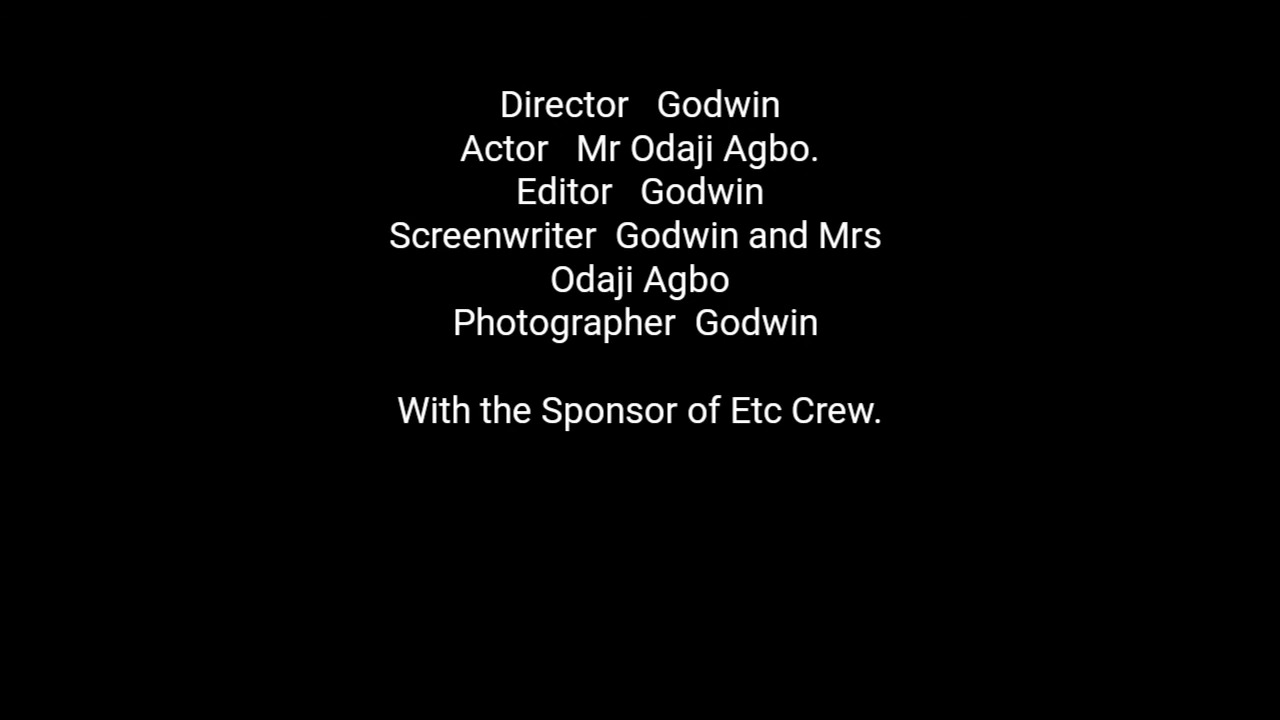 Director   Godwin
Actor   Mr Odaji Agbo.
Editor   Godwin
Screenwriter  Godwin and Mrs
Odaji Agbo
Photographer  Godwin
With the Sponsor of Etc Crew.